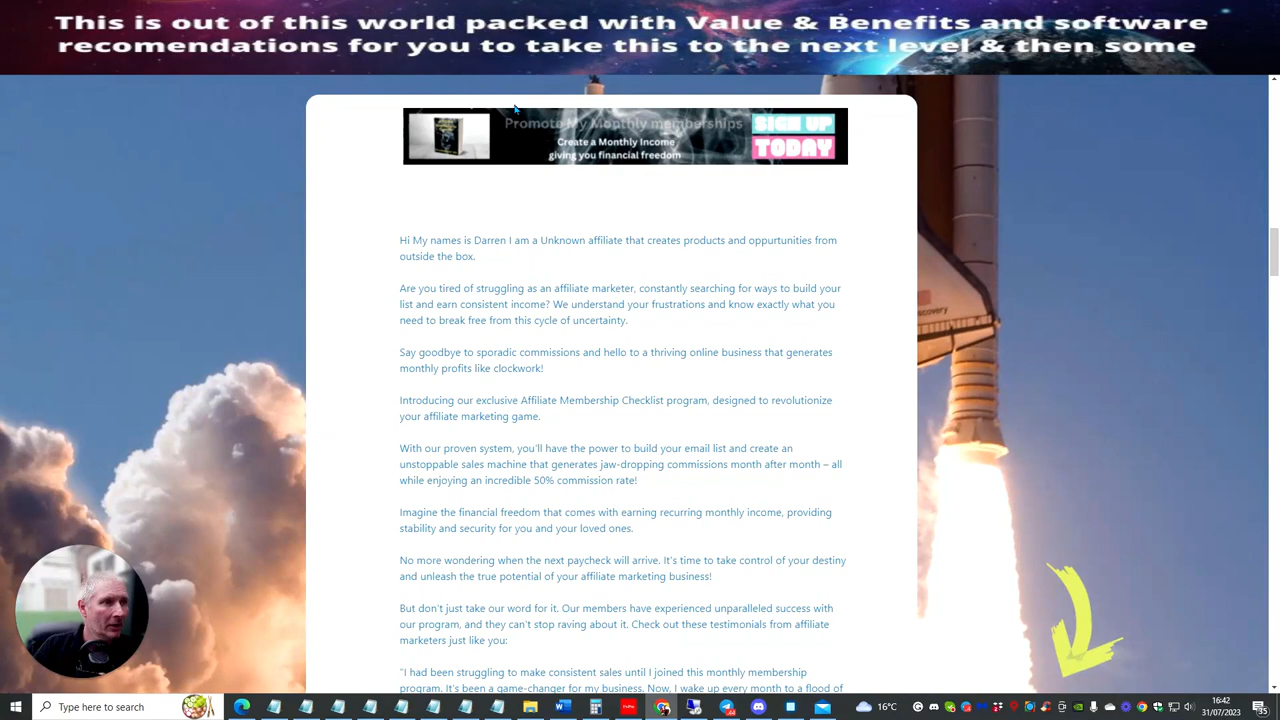 This is out of this world packed with Value & Benefits and software
recomendations for you to take this to the next level & then some
Promote My Monthly memberships
Create a Monthly Income
giving you financial freedom
SIGN UP
TODAY
Hi My names is Darren I am a Unknown affiliate that creates products and oppurtunities from
outside the box.
Are you tired of struggling as an affiliate marketer, constantly searching for ways to build your
list and earn consistent income? We understand your frustrations and know exactly what you
need to break free from this cycle of uncertainty.
Say goodbye to sporadic commissions and hello to a thriving online business that generates
monthly profits like clockwork!
Introducing our exclusive Affiliate Membership Checklist program, designed to revolutionize
your affiliate marketing game.
With our proven system, you'll have the power to build your email list and create an
unstoppable sales machine that generates jaw-dropping commissions month after month – all
while enjoying an incredible 50% commission rate!
Imagine the financial freedom that comes with earning recurring monthly income, providing
stability and security for you and your loved ones.
No more wondering when the next paycheck will arrive. It's time to take control of your destiny
and unleash the true potential of your affiliate marketing business!
But don't just take our word for it. Our members have experienced unparalleled success with
our program, and they can't stop raving about it. Check out these testimonials from affiliate
marketers just like you:
"I had been struggling to make consistent sales until I joined this monthly membership
program. It's been a game-changer for my business. Now, I wake up every month to a flood of
Discovery
Type here to search
16°C
16:42
31/07/2023